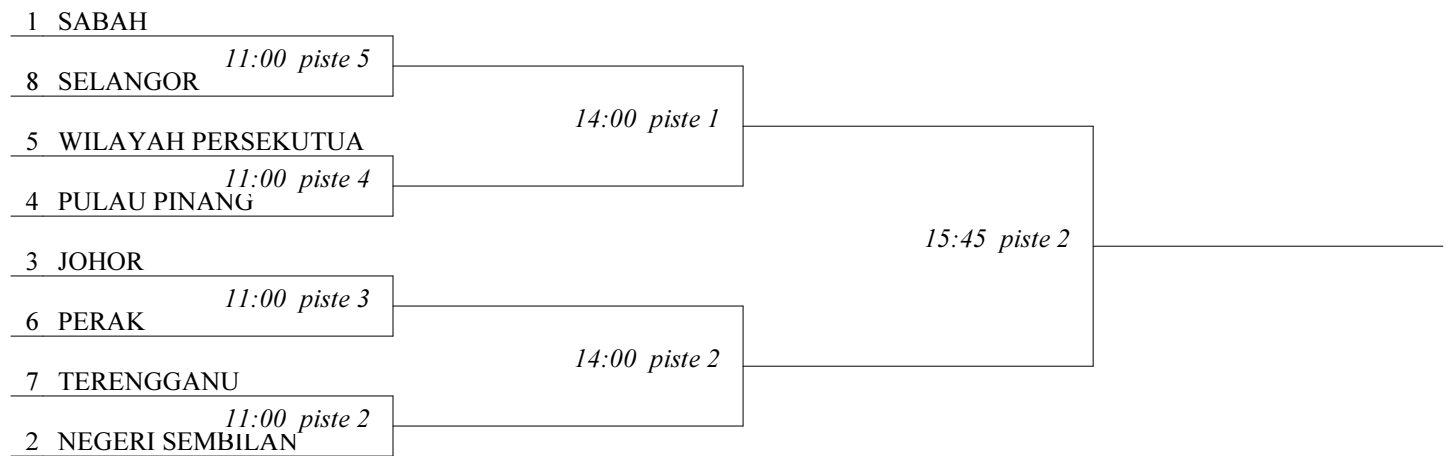 1 SABAH
11:00 piste 5
8 SELANGOR
14:00 piste 1
5 WILAYAH PERSEKUTUA
11:00 piste 4
4 PULAU PINANG
15:45 piste 2
3 JOHOR
11:00 piste 3
6 PERAK
14:00 piste 2
7 TERENGGANU
11:00 piste 2
2 NEGERI SEMBILAN